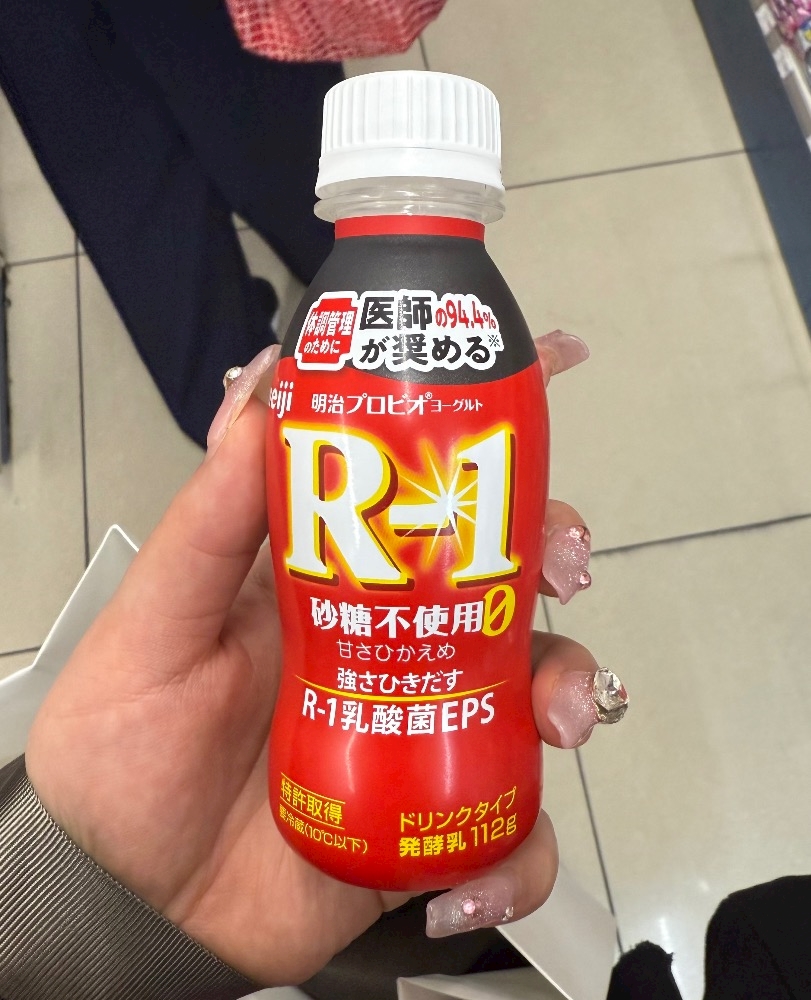 体調管理
のために
医師の94.4%
が奨める※
meiji
明治プロビオ®ヨーグルト
R-1
砂糖不使用0
甘さひかえめ
強さひきだす
R-1乳酸菌EPS
特許取得
要冷蔵(10℃以下)
ドリンクタイプ
発酵乳 112g